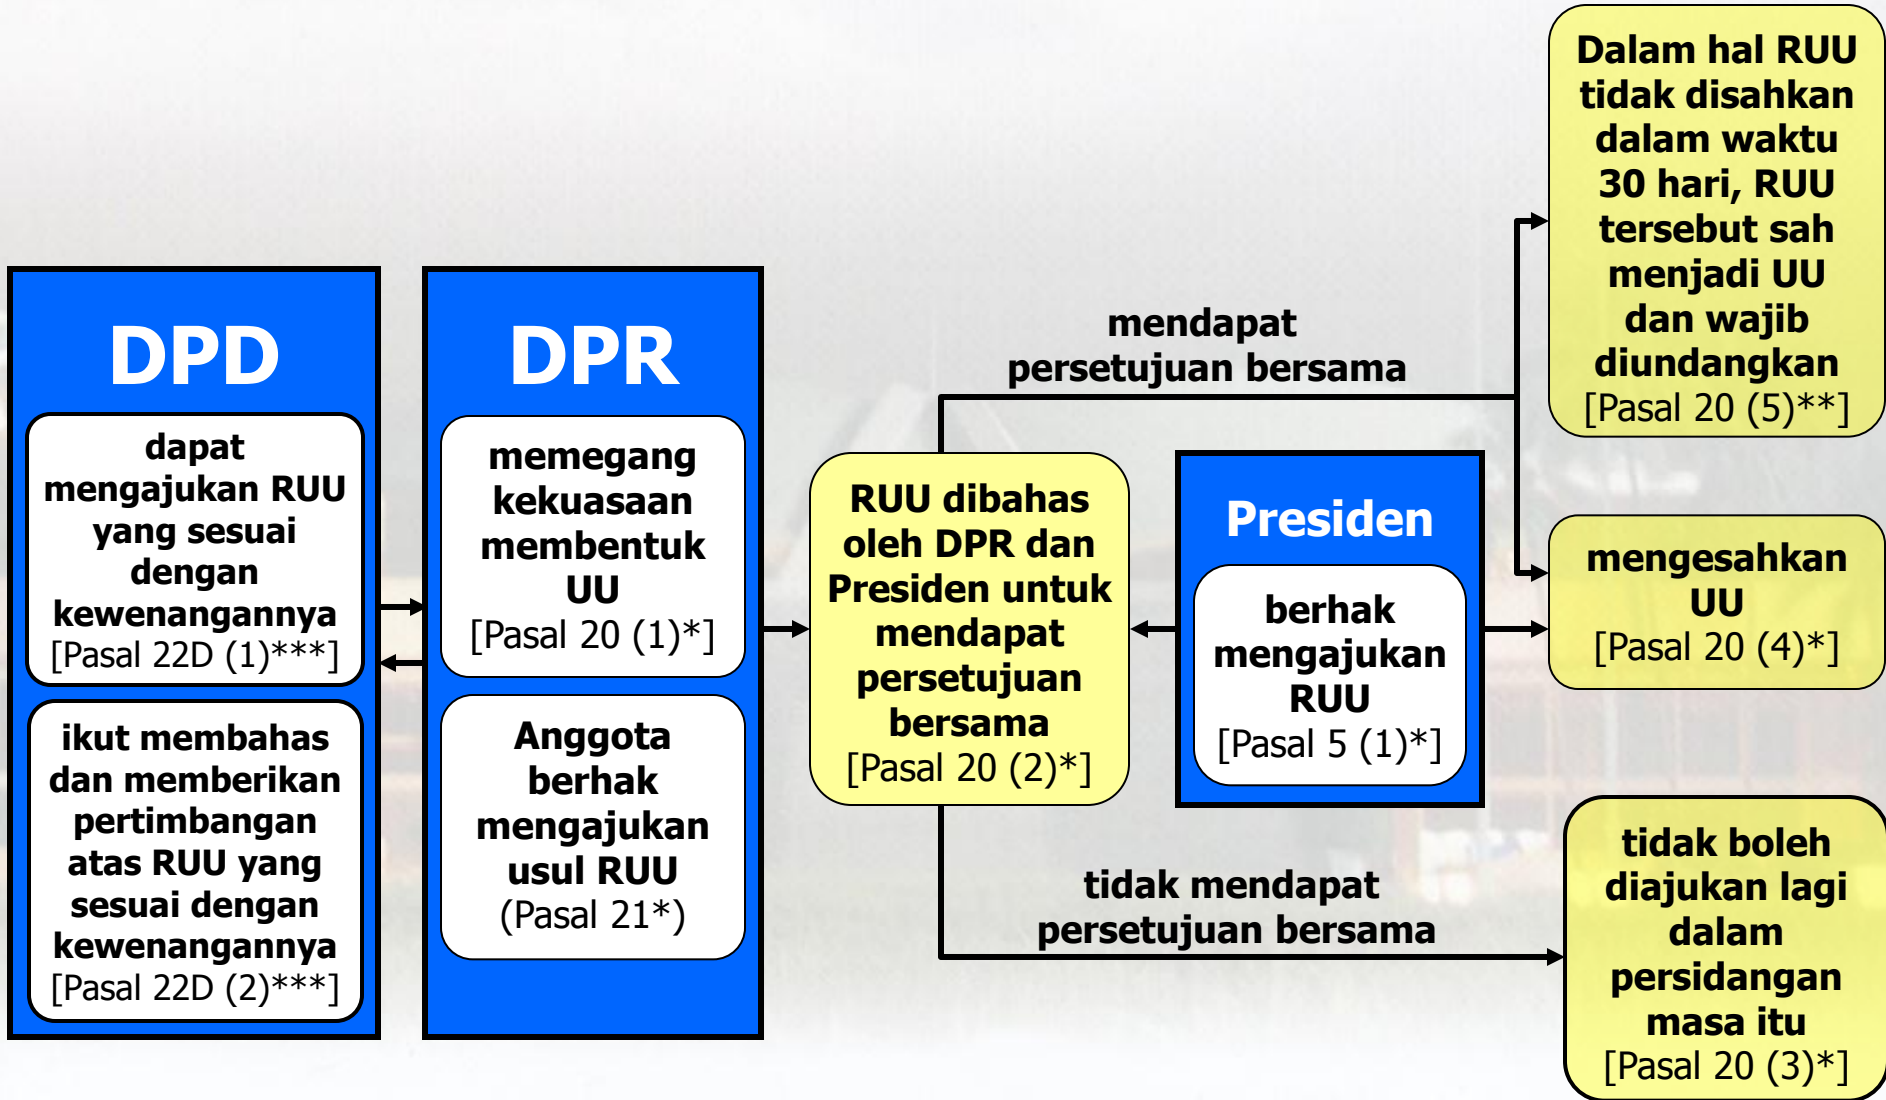 DPD
dapat
mengajukan RUU
yang sesuai
dengan
kewenangannya
[Pasal 22D (1)***]
ikut membahas
dan memberikan
pertimbangan
atas RUU yang
sesuai dengan
kewenangannya
[Pasal 22D (2)***]
DPR
memegang
kekuasaan
membentuk
UU
[Pasal 20 (1)*]
Anggota
berhak
mengajukan
usul RUU
(Pasal 21*)
RUU dibahas
oleh DPR dan
Presiden untuk
mendapat
persetujuan
bersama
[Pasal 20 (2)*]
mendapat
persetujuan bersama
Presiden
berhak
mengajukan
RUU
[Pasal 5 (1)*]
tidak mendapat
persetujuan bersama
Dalam hal RUU
tidak disahkan
dalam waktu
30 hari, RUU
tersebut sah
menjadi UU
dan wajib
diundangkan
[Pasal 20 (5)**]
mengesahkan
UU
[Pasal 20 (4)*]
tidak boleh
diajukan lagi
dalam
persidangan
masa itu
[Pasal 20 (3)*]